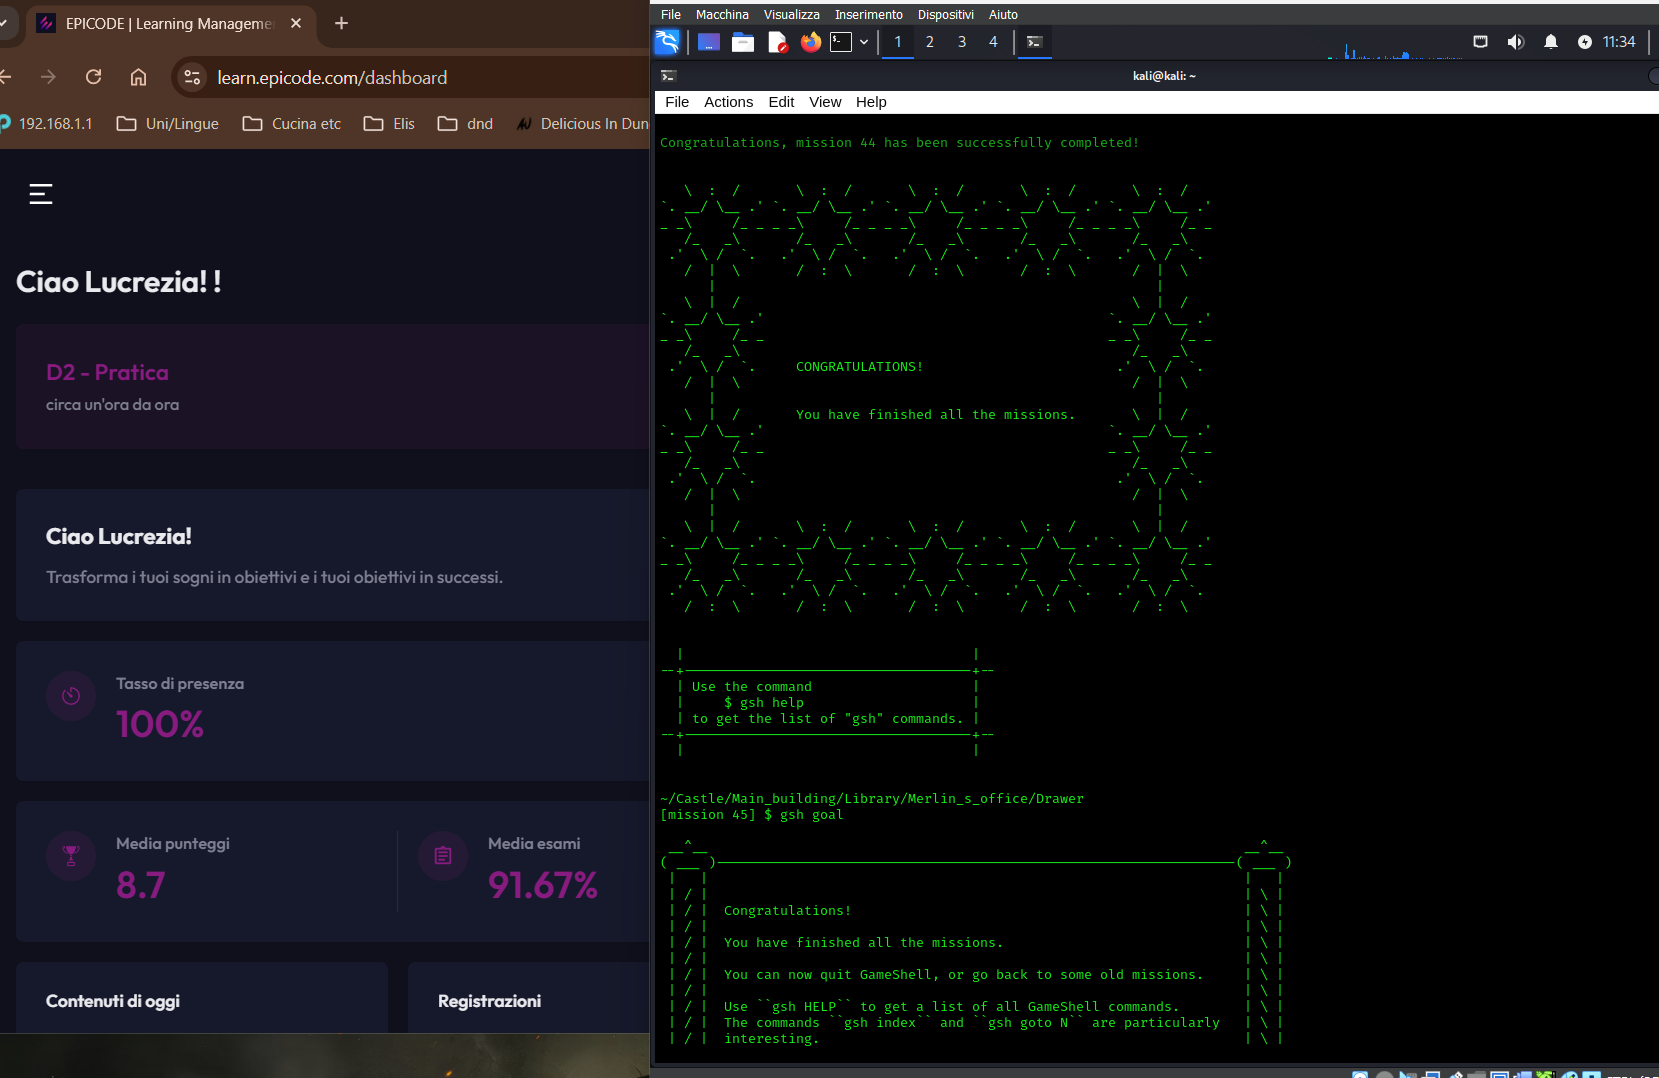 EPICODE | Learning Manageme
learn.epicode.com/dashboard
192.168.1.1 Uni/Lingue Cucina etc Elis dnd Delicious In Dun
Ciao Lucrezia! !
D2 - Pratica
circa un'ora da ora
Ciao Lucrezia!
Trasforma i tuoi sogni in obiettivi e i tuoi obiettivi in successi.
Tasso di presenza
100%
Media punteggi
8.7
Media esami
91.67%
Contenuti di oggi
Registrazioni
File Macchina Visualizza Inserimento Dispositivi Aiuto
1 2 3 4
11:34
kali@kali: ~
File Actions Edit View Help
Congratulations, mission 44 has been successfully completed!
CONGRATULATIONS!
You have finished all the missions.
Use the command
$ gsh help
to get the list of "gsh" commands.
~/Castle/Main_building/Library/Merlin_s_office/Drawer
[mission 45] $ gsh goal
Congratulations!
You have finished all the missions.
You can now quit GameShell, or go back to some old missions.
Use ``gsh HELP`` to get a list of all GameShell commands.
The commands ``gsh index`` and ``gsh goto N`` are particularly
interesting.